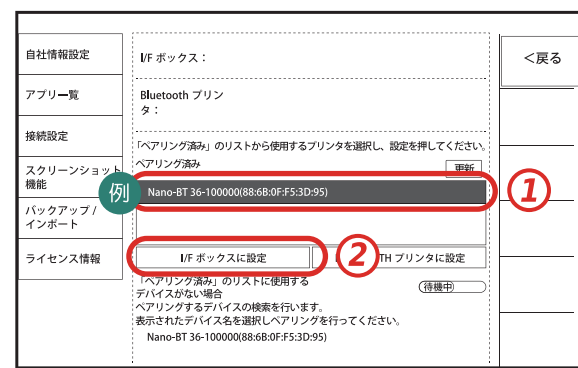 自社情報設定
アプリ一覧
接続設定
スクリーンショット
機能
バックアップ /
インポート
ライセンス情報
I/F ボックス：
Bluetooth プリン
タ：
「ペアリング済み」のリストから使用するプリンタを選択し、設定を押してください。
ペアリング済み
更新
例
Nano-BT 36-100000(88:6B:0F:F5:3D:95)
1
I/F ボックスに設定
2
TH プリンタに設定
「ペアリング済み」のリストに使用する
デバイスがない場合
ペアリングするデバイスの検索を行います。
表示されたデバイス名を選択しペアリングを行ってください。
待機中
Nano-BT 36-100000(88:6B:0F:F5:3D:95)
<戻る